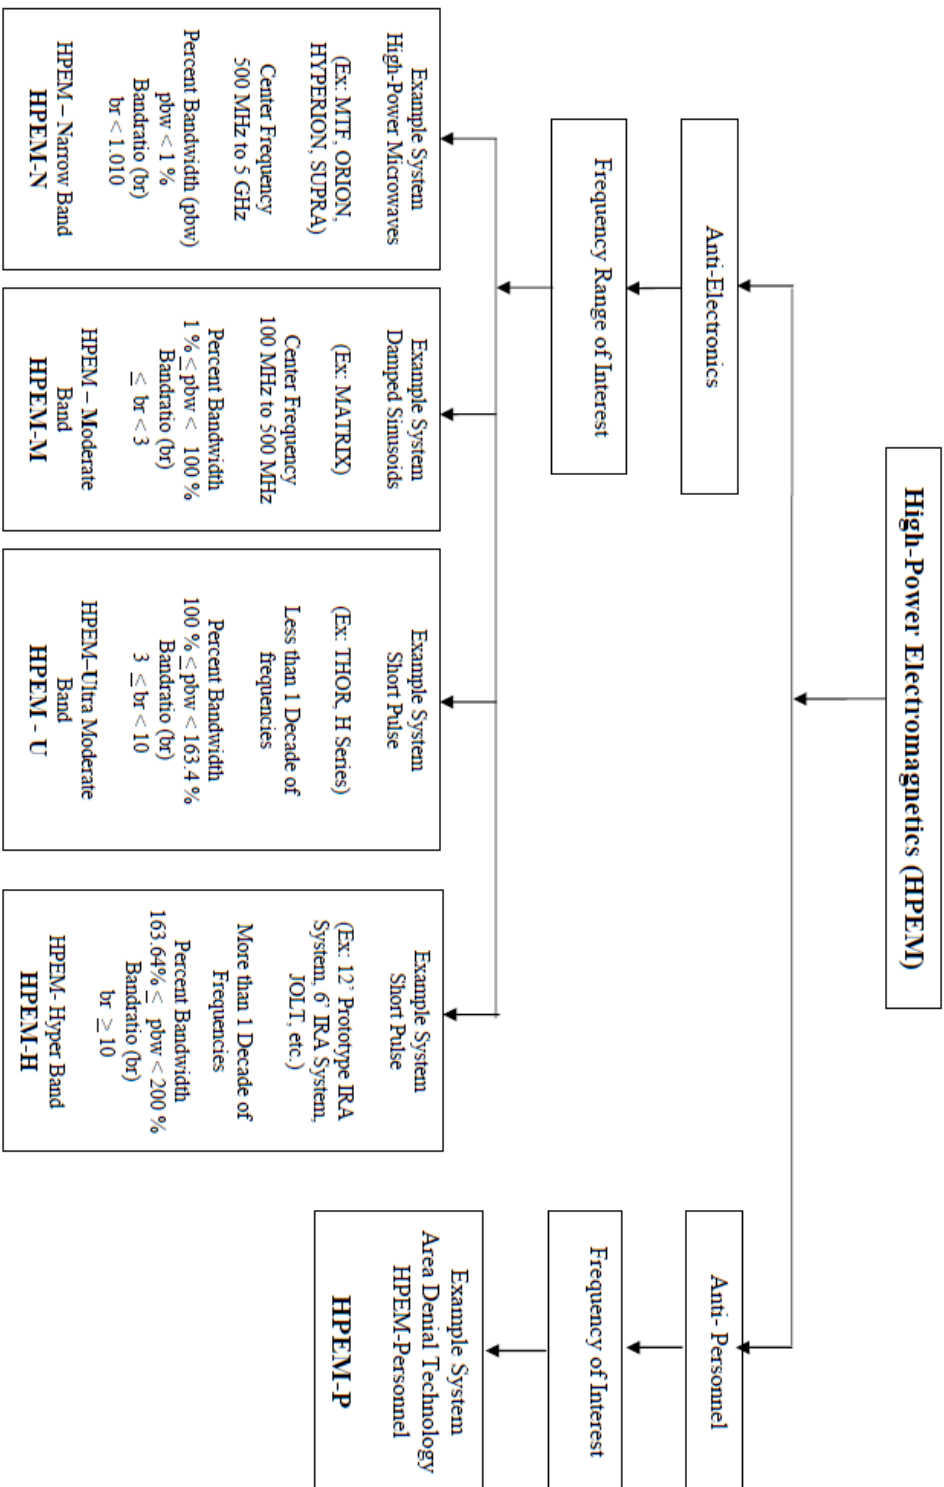 High-Power Electromagnetics (HPEM)
Anti-Electronics
Frequency Range of Interest
Example System
High-Power Microwaves
(Ex: MTF, ORION,
HYPERION, SUPRA)
Center Frequency
500 MHz to 5 GHz
Percent Bandwidth (pbw)
pbw < 1 %
Bandratio (br)
br < 1.010
HPEM – Narrow Band
HPEM-N
Example System
Damped Sinusoids
(Ex: MATRIX)
Center Frequency
100 MHz to 500 MHz
Percent Bandwidth
1 % ≤ pbw < 100 %
Bandratio (br)
≤ br < 3
HPEM – Moderate
Band
HPEM-M
Example System
Short Pulse
(Ex: THOR, H Series)
Less than 1 Decade of
frequencies
Percent Bandwidth
100 % ≤ pbw < 163.4 %
Bandratio (br)
3 ≤ br < 10
HPEM–Ultra Moderate
Band
HPEM - U
Example System
Short Pulse
(Ex: 12’ Prototype IRA
System, 6’ IRA System,
JOLT, etc.)
More than 1 Decade of
Frequencies
Percent Bandwidth
163.64% ≤ pbw < 200 %
Bandratio (br)
br ≥ 10
HPEM- Hyper Band
HPEM-H
Anti- Personnel
Frequency of Interest
Example System
Area Denial Technology
HPEM-Personnel
HPEM-P